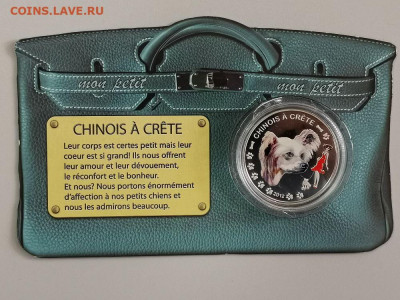 COINS.LAVE.RU
mon petit
mon petit
CHINOIS À CRÊTE
Leur corps est certes petit mais leur
coeur est si grand! Ils nous offrent
leur amour et leur dévouement,
le réconfort et le bonheur.
Et nous? Nous portons énormément
d'affection à nos petits chiens et
nous les admirons beaucoup.
CHINOIS À CRÊTE
2012